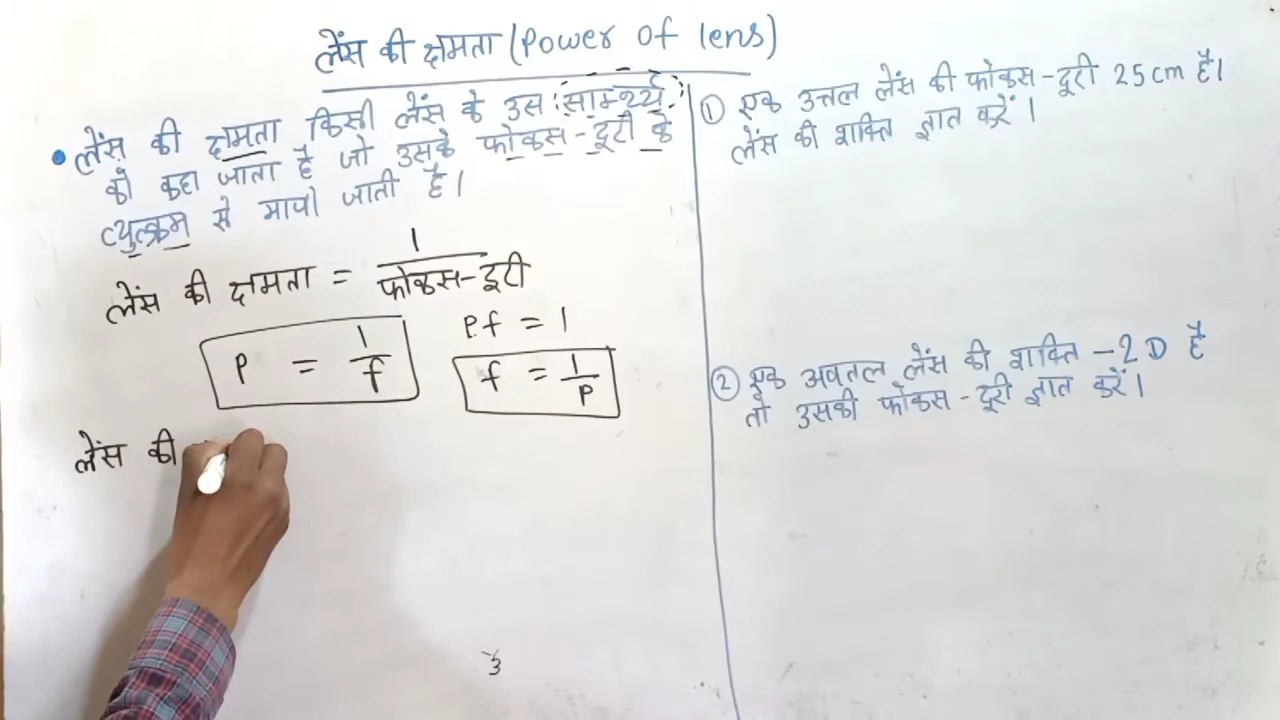 लेंस की क्षमता (Power of lens)
• लेंस की क्षमता किसी लेंस के उस सामर्थ्य
को कहा जाता है जो उसके फोकस-दूरी के
व्युत्क्रम से मापी जाती है।
लेंस की क्षमता = 1 / फोकस-दूरी
P = 1 / f
P.f = 1
f = 1 / P
लेंस की
3
① एक उत्तल लेंस की फोकस-दूरी 25 cm है।
लेंस की शक्ति ज्ञात करें।
② एक अवतल लेंस की शक्ति -2 D है
तो उसकी फोकस-दूरी ज्ञात करें।